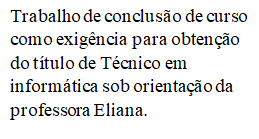 Trabalho de conclusão de curso
como exigência para obtenção
do título de Técnico em
informática sob orientação da
professora Eliana.